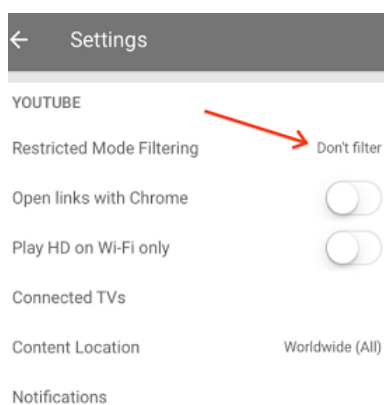 Settings
YOUTUBE
Restricted Mode Filtering Don't filter
Open links with Chrome
Play HD on Wi-Fi only
Connected TVs
Content Location Worldwide (All)
Notifications